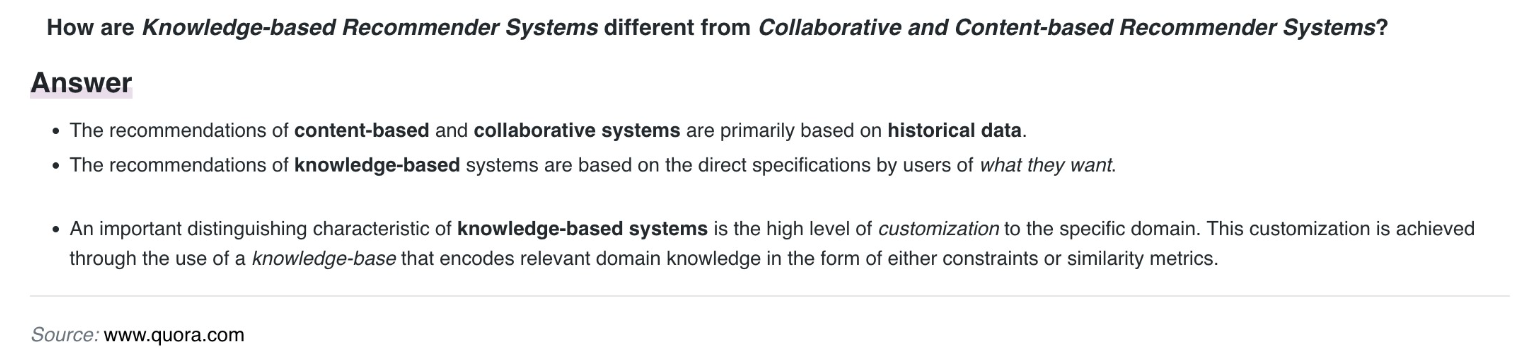 How are Knowledge-based Recommender Systems different from Collaborative and Content-based Recommender Systems?
Answer
• The recommendations of content-based and collaborative systems are primarily based on historical data.
• The recommendations of knowledge-based systems are based on the direct specifications by users of what they want.
• An important distinguishing characteristic of knowledge-based systems is the high level of customization to the specific domain. This customization is achieved
through the use of a knowledge-base that encodes relevant domain knowledge in the form of either constraints or similarity metrics.
Source: www.quora.com